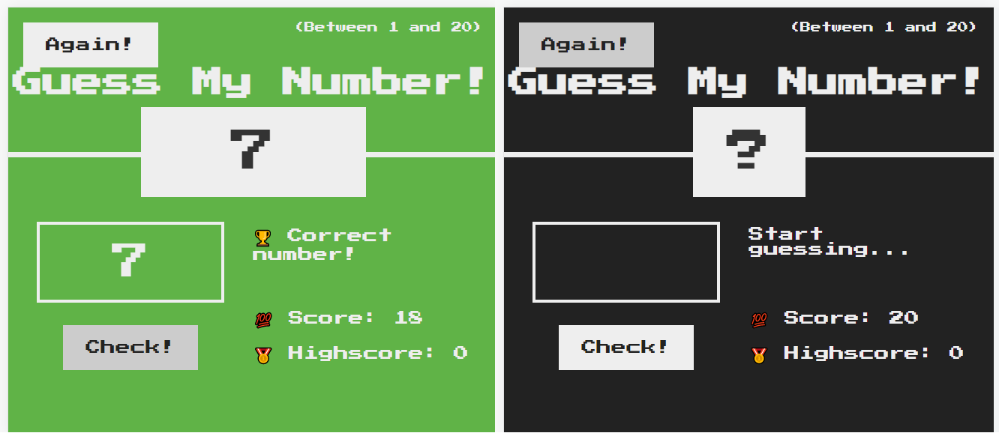 Again!
(Between 1 and 20)
Guess My Number!
7
7
🏆 Correct
number!
💯 Score: 18
Check!
🥇 Highscore: 0
Again!
(Between 1 and 20)
Guess My Number!
?
Start
guessing...
💯 Score: 20
Check!
🥇 Highscore: 0